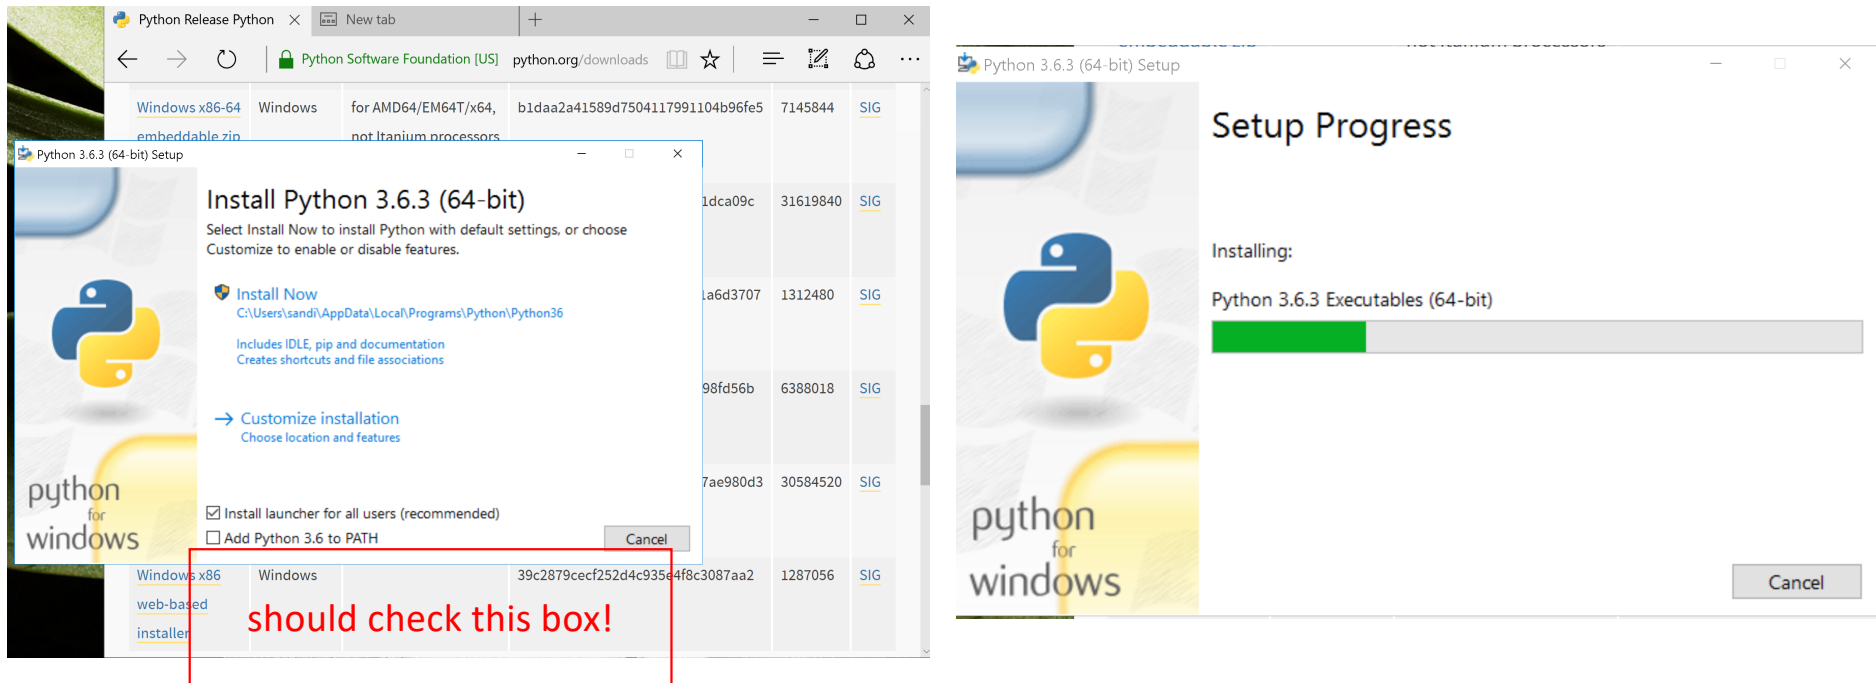 Python Release Pyt
New tab
Python Software Foundation [US] python.org/downloads
Windows x86-64 Windows for AMD64/EM64T/x64, b1daa2a41589d7504117991104b96fe5 7145844 SIG
embeddable zip not Itanium processors
Python 3.6.3 (64-bit) Setup
Install Python 3.6.3 (64-bit)
Select Install Now to install Python with default settings, or choose
Customize to enable or disable features.
Install Now
C:\Users\sandi\AppData\Local\Programs\Python\Python36
Includes IDLE, pip and documentation
Creates shortcuts and file associations
Customize installation
Choose location and features
Install launcher for all users (recommended)
Add Python 3.6 to PATH
Cancel
python
for
windows
1dca09c 31619840 SIG
1a6d3707 1312480 SIG
98fd56b 6388018 SIG
7ae980d3 30584520 SIG
Windows x86 Windows 39c2879cecf252d4c935e4f8c3087aa2 1287056 SIG
web-based
installer
should check this box!
embeddable zip not Itanium processors
Python 3.6.3 (64-bit) Setup
Setup Progress
Installing:
Python 3.6.3 Executables (64-bit)
python
for
windows
Cancel